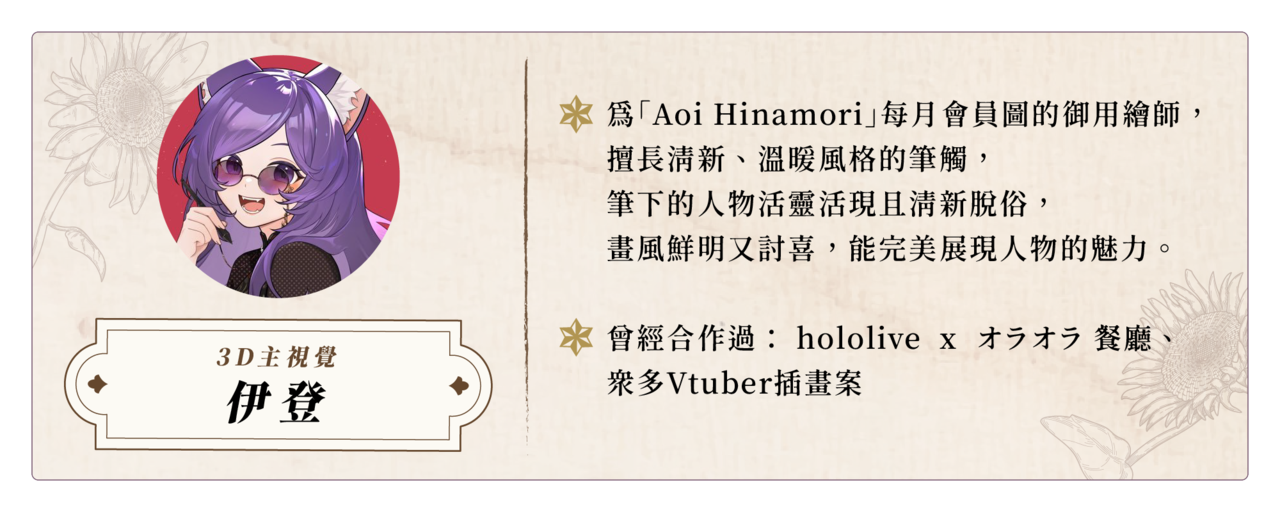 3D主視覺
伊登
為「Aoi Hinamori」每月會員圖的御用繪師，
擅長清新、溫暖風格的筆觸，
筆下的人物活靈活現且清新脫俗，
畫風鮮明又討喜，能完美展現人物的魅力。
曾經合作過： hololive x オラオラ 餐廳、
眾多Vtuber插畫案